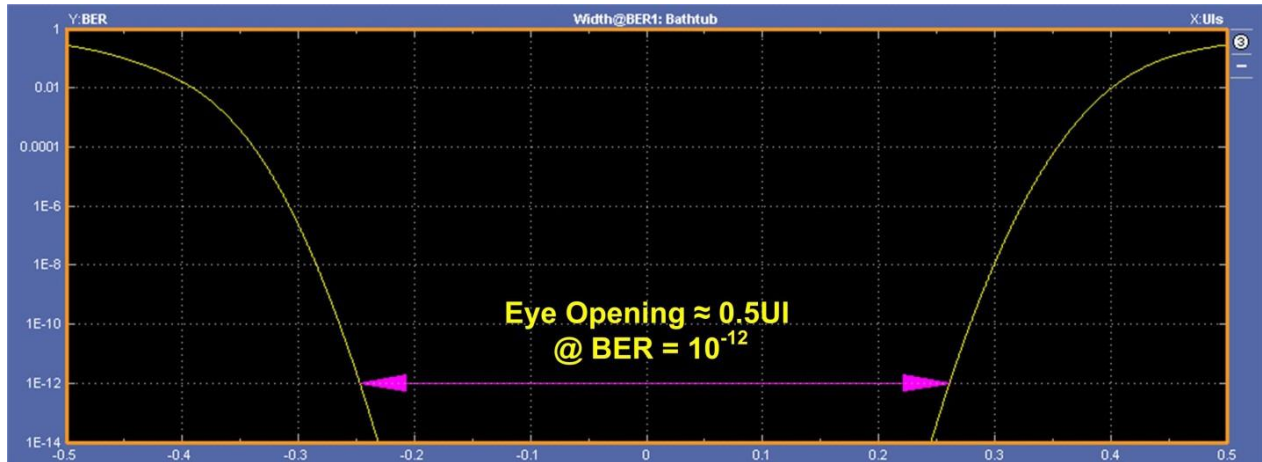 Y:BER Width@BER1: Bathtub X:UIs
1
3
0.01
0.0001
1E-6
1E-8
1E-10
Eye Opening ≈ 0.5UI
@ BER = 10⁻¹²
1E-12
1E-14
-0.5 -0.4 -0.3 -0.2 -0.1 0 0.1 0.2 0.3 0.4 0.5